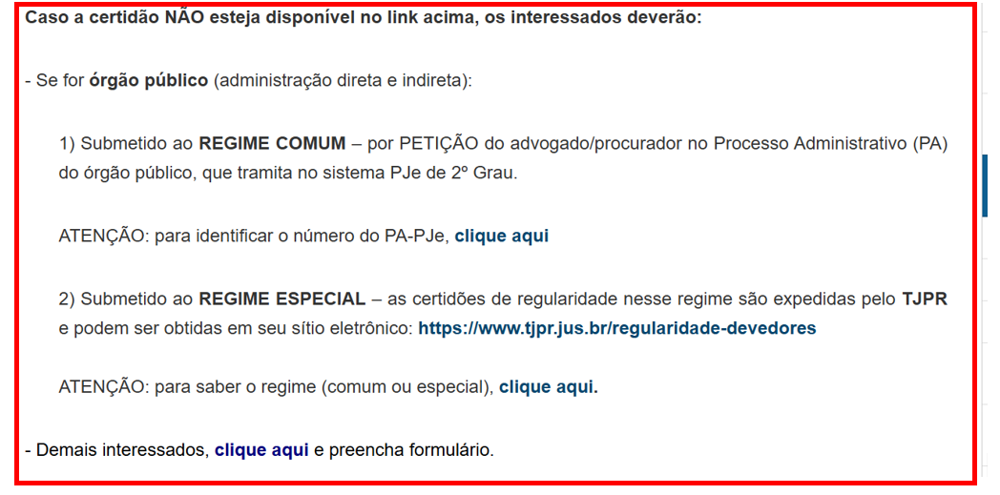 Caso a certidão NÃO esteja disponível no link acima, os interessados deverão:
- Se for órgão público (administração direta e indireta):
1) Submetido ao REGIME COMUM – por PETIÇÃO do advogado/procurador no Processo Administrativo (PA)
do órgão público, que tramita no sistema PJe de 2º Grau.
ATENÇÃO: para identificar o número do PA-PJe, clique aqui
2) Submetido ao REGIME ESPECIAL – as certidões de regularidade nesse regime são expedidas pelo TJPR
e podem ser obtidas em seu sítio eletrônico: https://www.tjpr.jus.br/regularidade-devedores
ATENÇÃO: para saber o regime (comum ou especial), clique aqui.
- Demais interessados, clique aqui e preencha formulário.